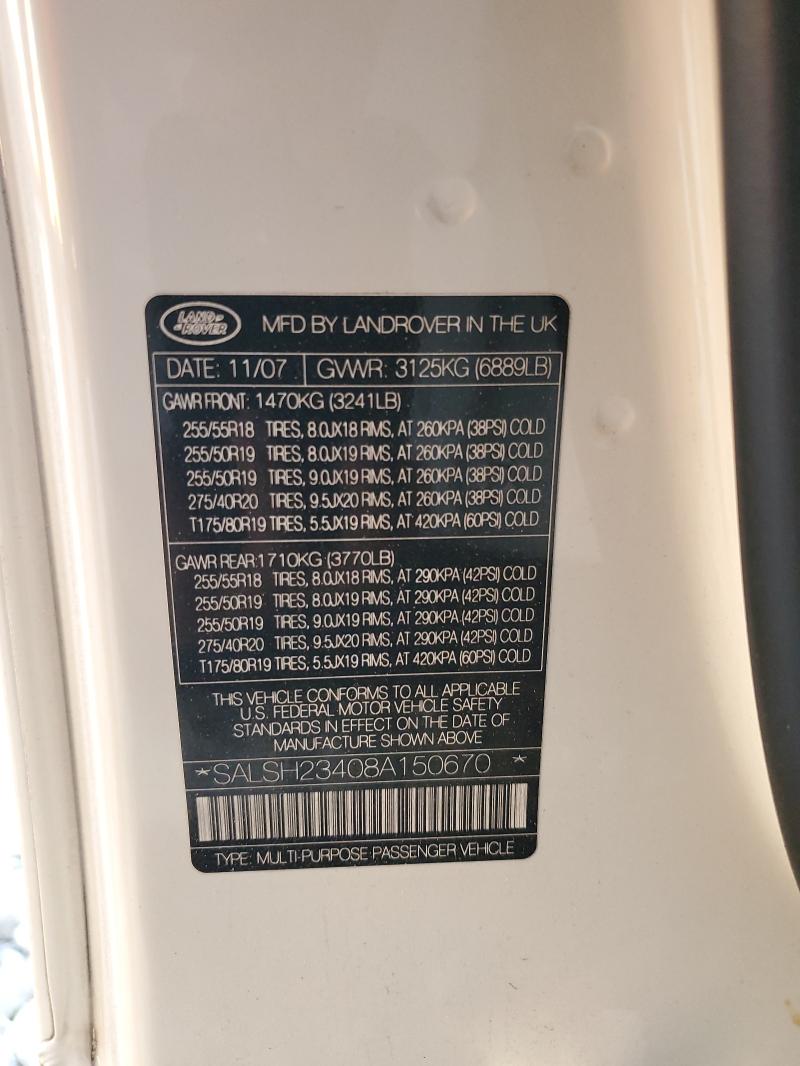 LAND-
-ROVER
MFD BY LANDROVER IN THE UK
DATE: 11/07 GVWR: 3125KG (6889LB)
GAWR FRONT: 1470KG (3241LB)
255/55R18 TIRES, 8.0JX18 RIMS, AT 260KPA (38PSI) COLD
255/50R19 TIRES, 8.0JX19 RIMS, AT 260KPA (38PSI) COLD
255/50R19 TIRES, 9.0JX19 RIMS, AT 260KPA (38PSI) COLD
275/40R20 TIRES, 9.5JX20 RIMS, AT 260KPA (38PSI) COLD
T175/80R19 TIRES, 5.5JX19 RIMS, AT 420KPA (60PSI) COLD
GAWR REAR:1710KG (3770LB)
255/55R18 TIRES, 8.0JX18 RIMS, AT 290KPA (42PSI) COLD
255/50R19 TIRES, 8.0JX19 RIMS, AT 290KPA (42PSI) COLD
255/50R19 TIRES, 9.0JX19 RIMS, AT 290KPA (42PSI) COLD
275/40R20 TIRES, 9.5JX20 RIMS, AT 290KPA (42PSI) COLD
T175/80R19 TIRES, 5.5JX19 RIMS, AT 420KPA (60PSI) COLD
THIS VEHICLE CONFORMS TO ALL APPLICABLE
U.S. FEDERAL MOTOR VEHICLE SAFETY
STANDARDS IN EFFECT ON THE DATE OF
MANUFACTURE SHOWN ABOVE
*SALSH23408A150670 *
TYPE: MULTI-PURPOSE PASSENGER VEHICLE